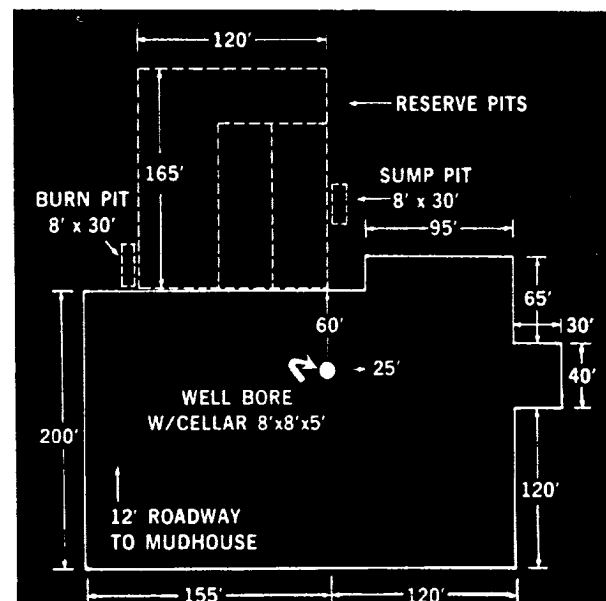 120'
RESERVE PITS
165'
SUMP PIT
8' x 30'
BURN PIT
8' x 30'
95'
65'
30'
60'
25'
40'
WELL BORE
W/CELLAR 8'x8'x5'
200'
120'
12' ROADWAY
TO MUDHOUSE
155'
120'